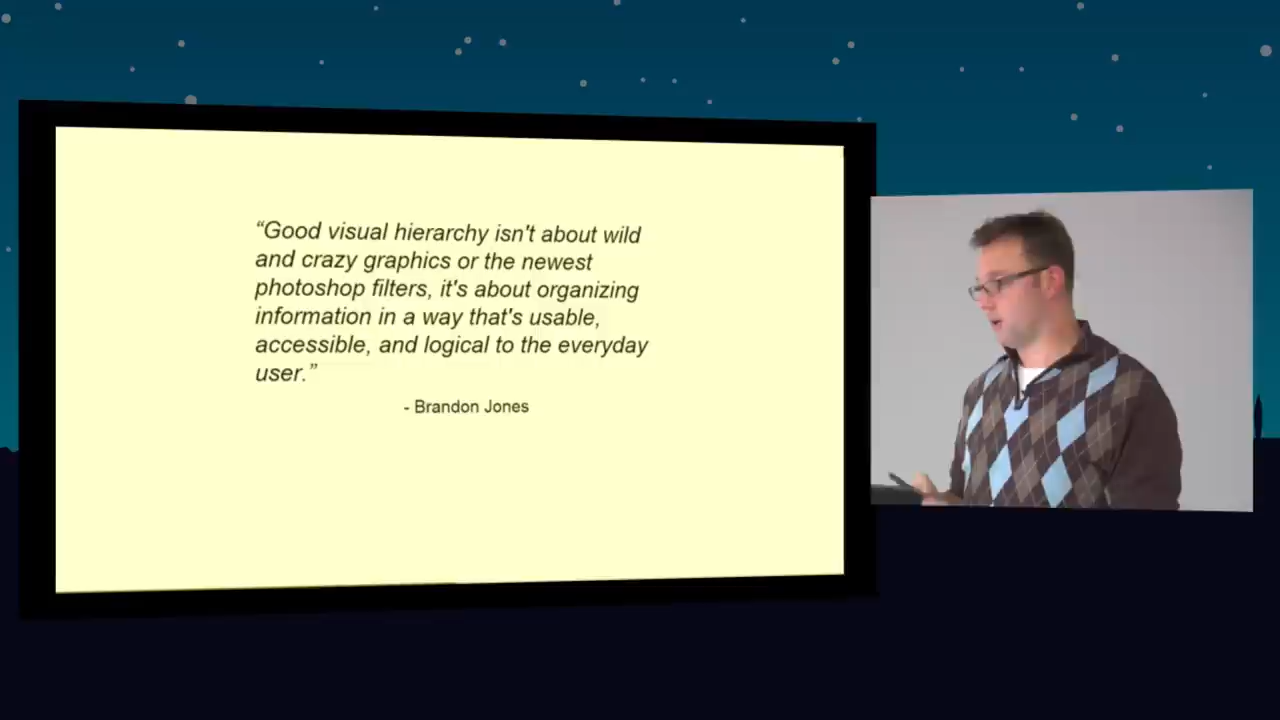 “Good visual hierarchy isn't about wild
and crazy graphics or the newest
photoshop filters, it's about organizing
information in a way that's usable,
accessible, and logical to the everyday
user.”
- Brandon Jones